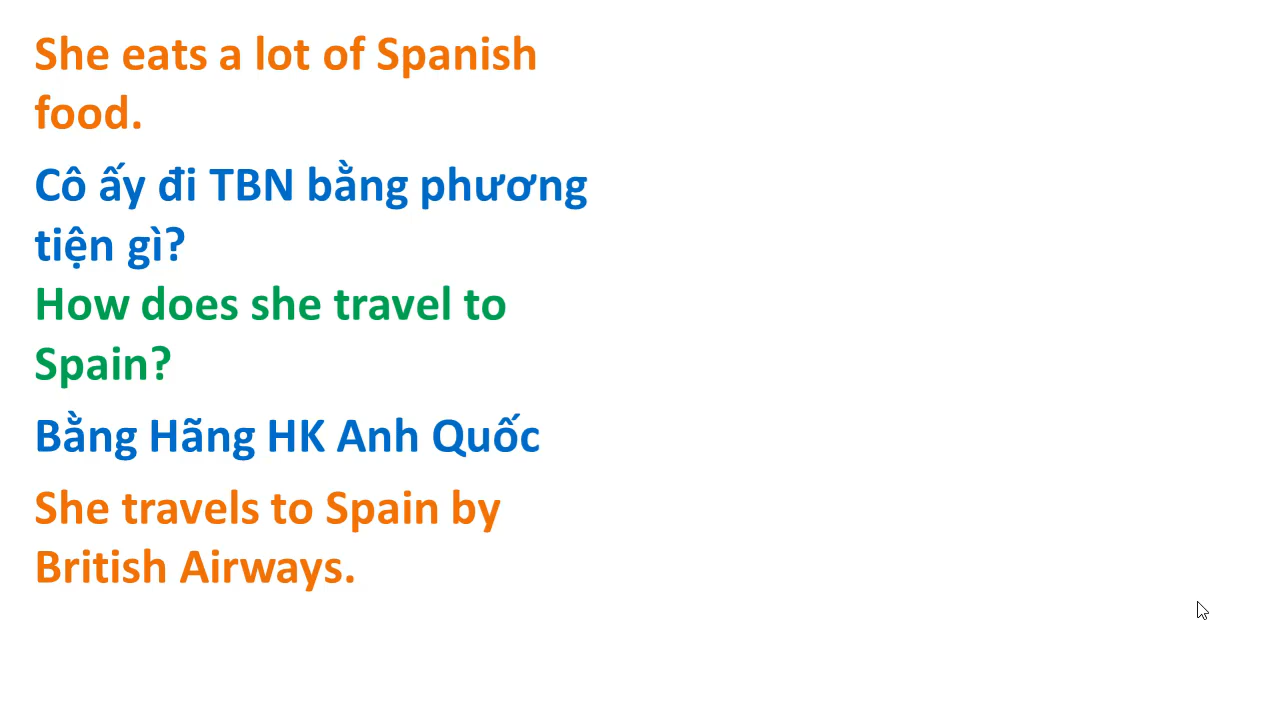 She eats a lot of Spanish
food.
Cô ấy đi TBN bằng phương
tiện gì?
How does she travel to
Spain?
Bằng Hãng HK Anh Quốc
She travels to Spain by
British Airways.